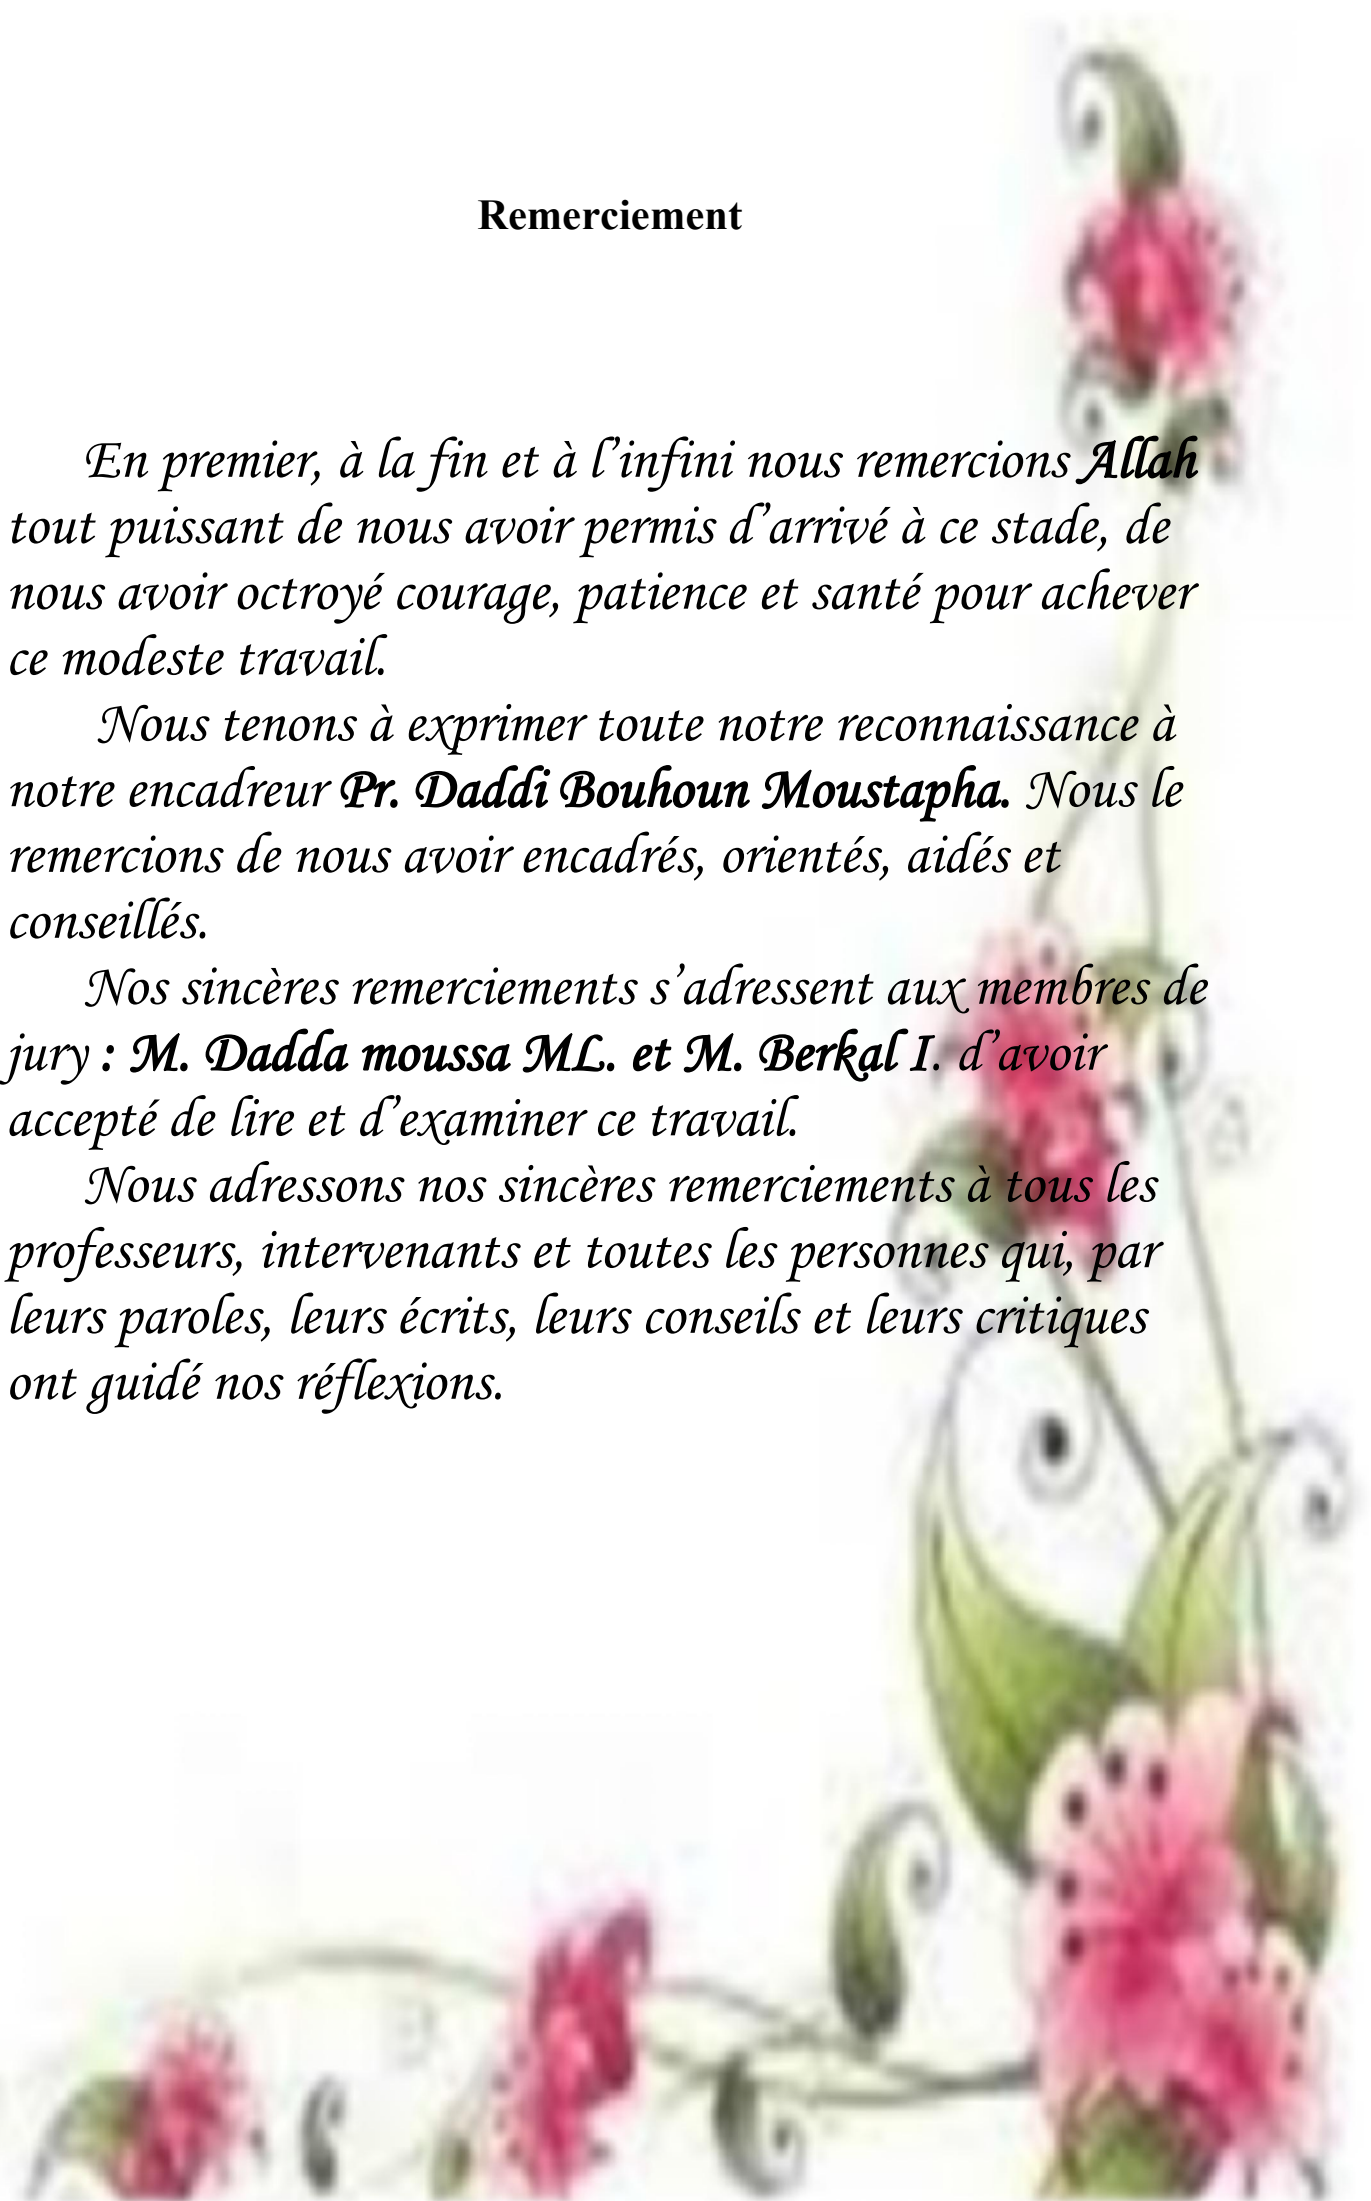 Remerciement
En premier, à la fin et à l’infini nous remercions Allah
tout puissant de nous avoir permis d’arrivé à ce stade, de
nous avoir octroyé courage, patience et santé pour achever
ce modeste travail.
Nous tenons à exprimer toute notre reconnaissance à
notre encadreur Pr. Daddi Bouhoun Moustapha. Nous le
remercions de nous avoir encadrés, orientés, aidés et
conseillés.
Nos sincères remerciements s’adressent aux membres de
jury : M. Dadda moussa ML. et M. Berkal I. d’avoir
accepté de lire et d’examiner ce travail.
Nous adressons nos sincères remerciements à tous les
professeurs, intervenants et toutes les personnes qui, par
leurs paroles, leurs écrits, leurs conseils et leurs critiques
ont guidé nos réflexions.